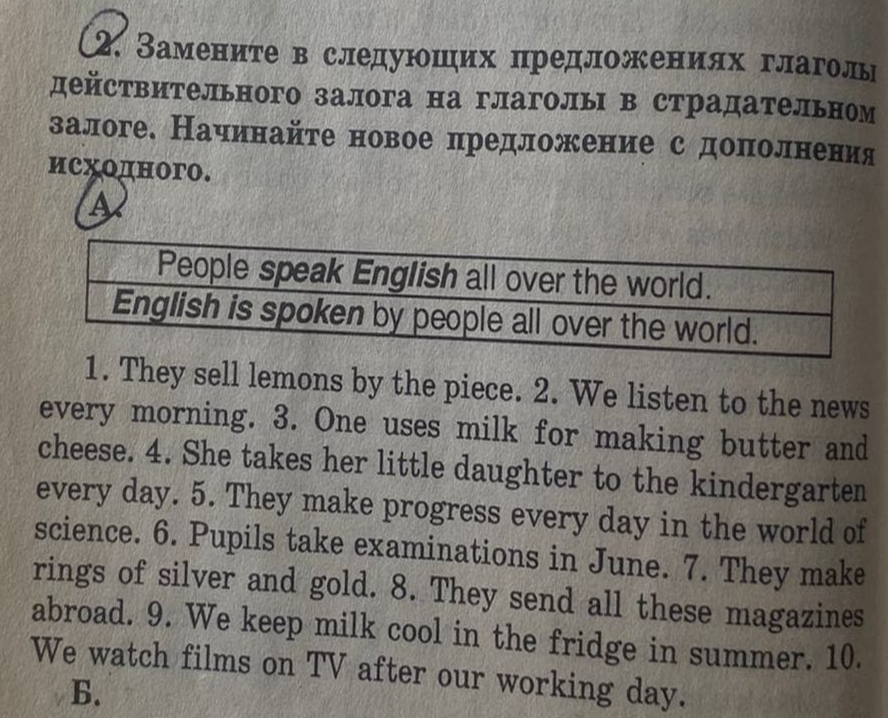 2. Замените в следующих предложениях глаголы
действительного залога на глаголы в страдательном
залоге. Начинайте новое предложение с дополнения
исходного.
А.
People speak English all over the world.
English is spoken by people all over the world.
1. They sell lemons by the piece. 2. We listen to the news
every morning. 3. One uses milk for making butter and
cheese. 4. She takes her little daughter to the kindergarten
every day. 5. They make progress every day in the world of
science. 6. Pupils take examinations in June. 7. They make
rings of silver and gold. 8. They send all these magazines
abroad. 9. We keep milk cool in the fridge in summer. 10.
We watch films on TV after our working day.
Б.